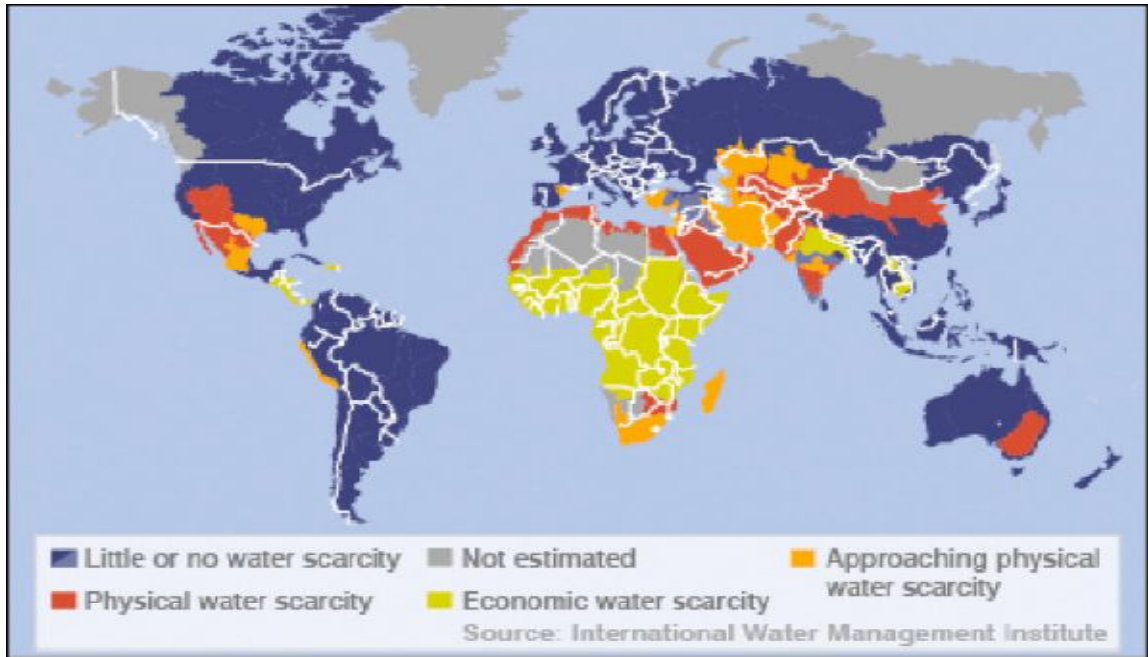 Little or no water scarcity
Not estimated
Approaching physical
water scarcity
Physical water scarcity
Economic water scarcity
Source: International Water Management Institute